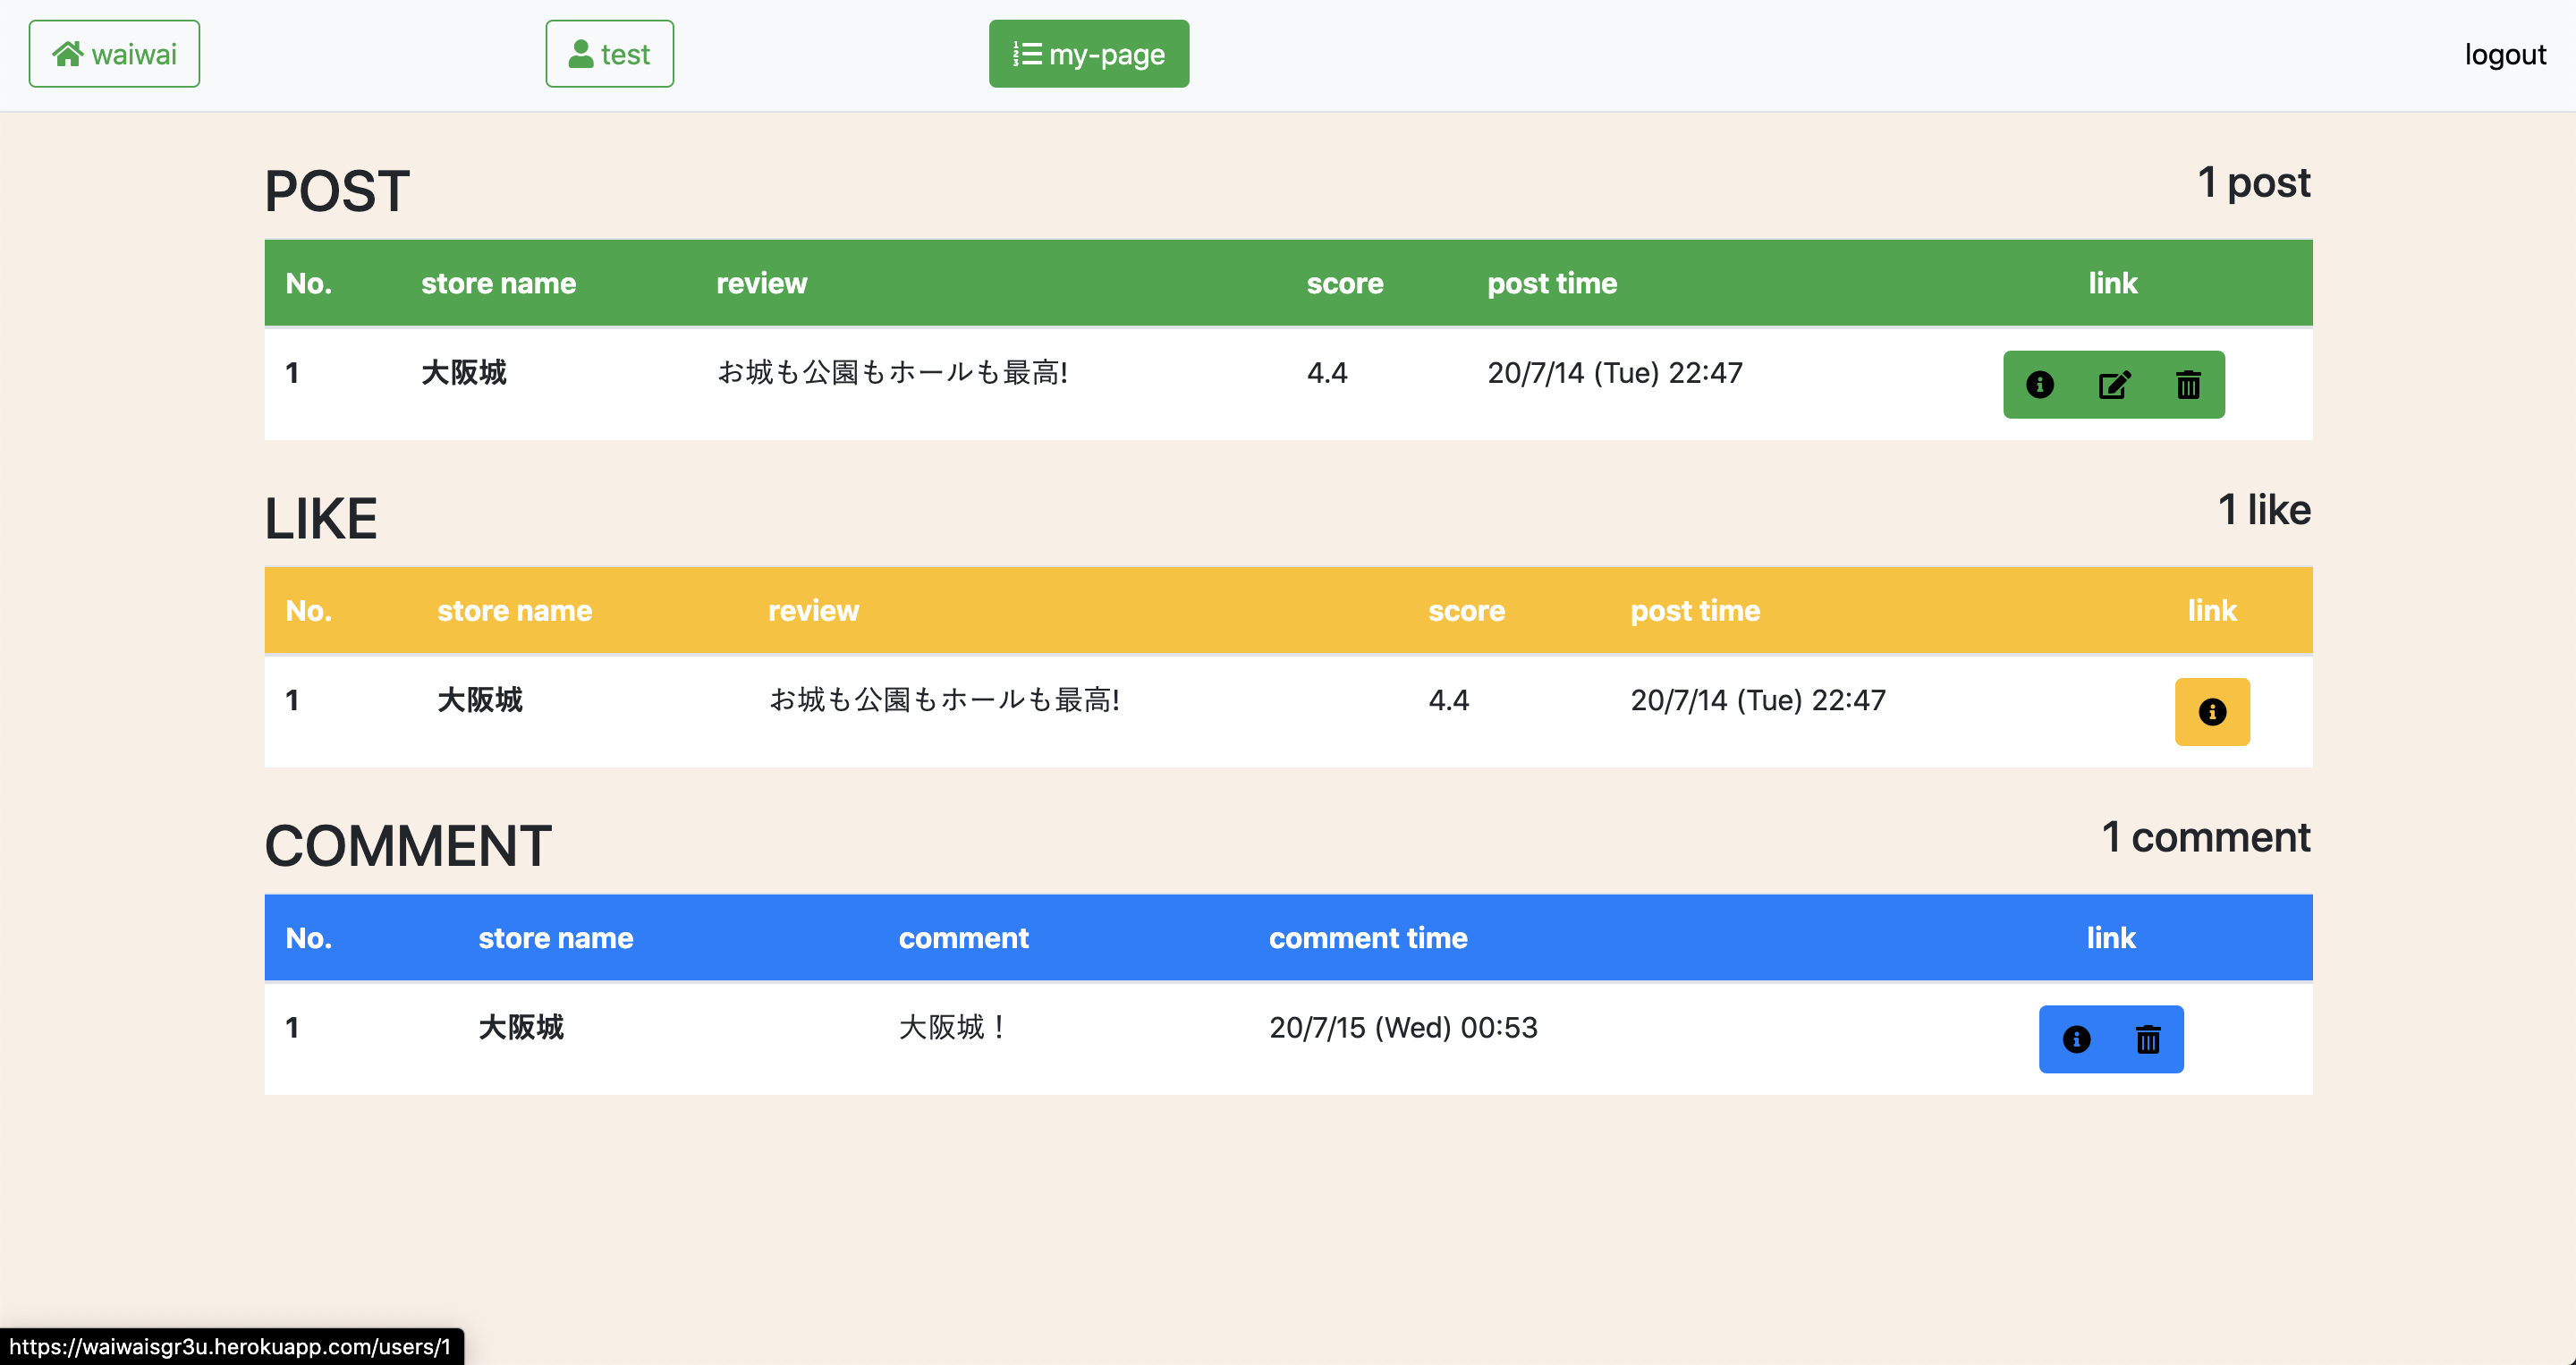 waiwai test my-page logout
POST 1 post
No. store name review score post time link
1 大阪城 お城も公園もホールも最高! 4.4 20/7/14 (Tue) 22:47
LIKE 1 like
No. store name review score post time link
1 大阪城 お城も公園もホールも最高! 4.4 20/7/14 (Tue) 22:47
COMMENT 1 comment
No. store name comment comment time link
1 大阪城 大阪城！ 20/7/15 (Wed) 00:53
https://waiwaisgr3u.herokuapp.com/users/1